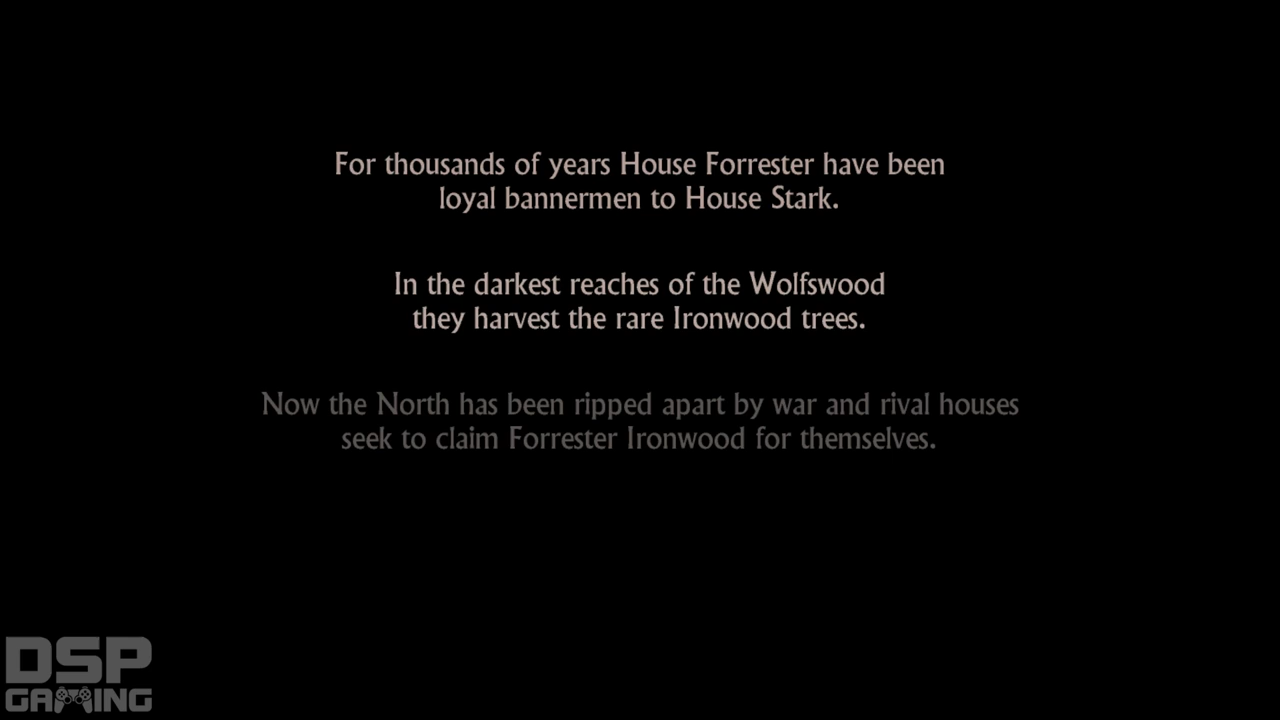 For thousands of years House Forrester have been
loyal bannermen to House Stark.
In the darkest reaches of the Wolfswood
they harvest the rare Ironwood trees.
Now the North has been ripped apart by war and rival houses
seek to claim Forrester Ironwood for themselves.
DSP
GAMING